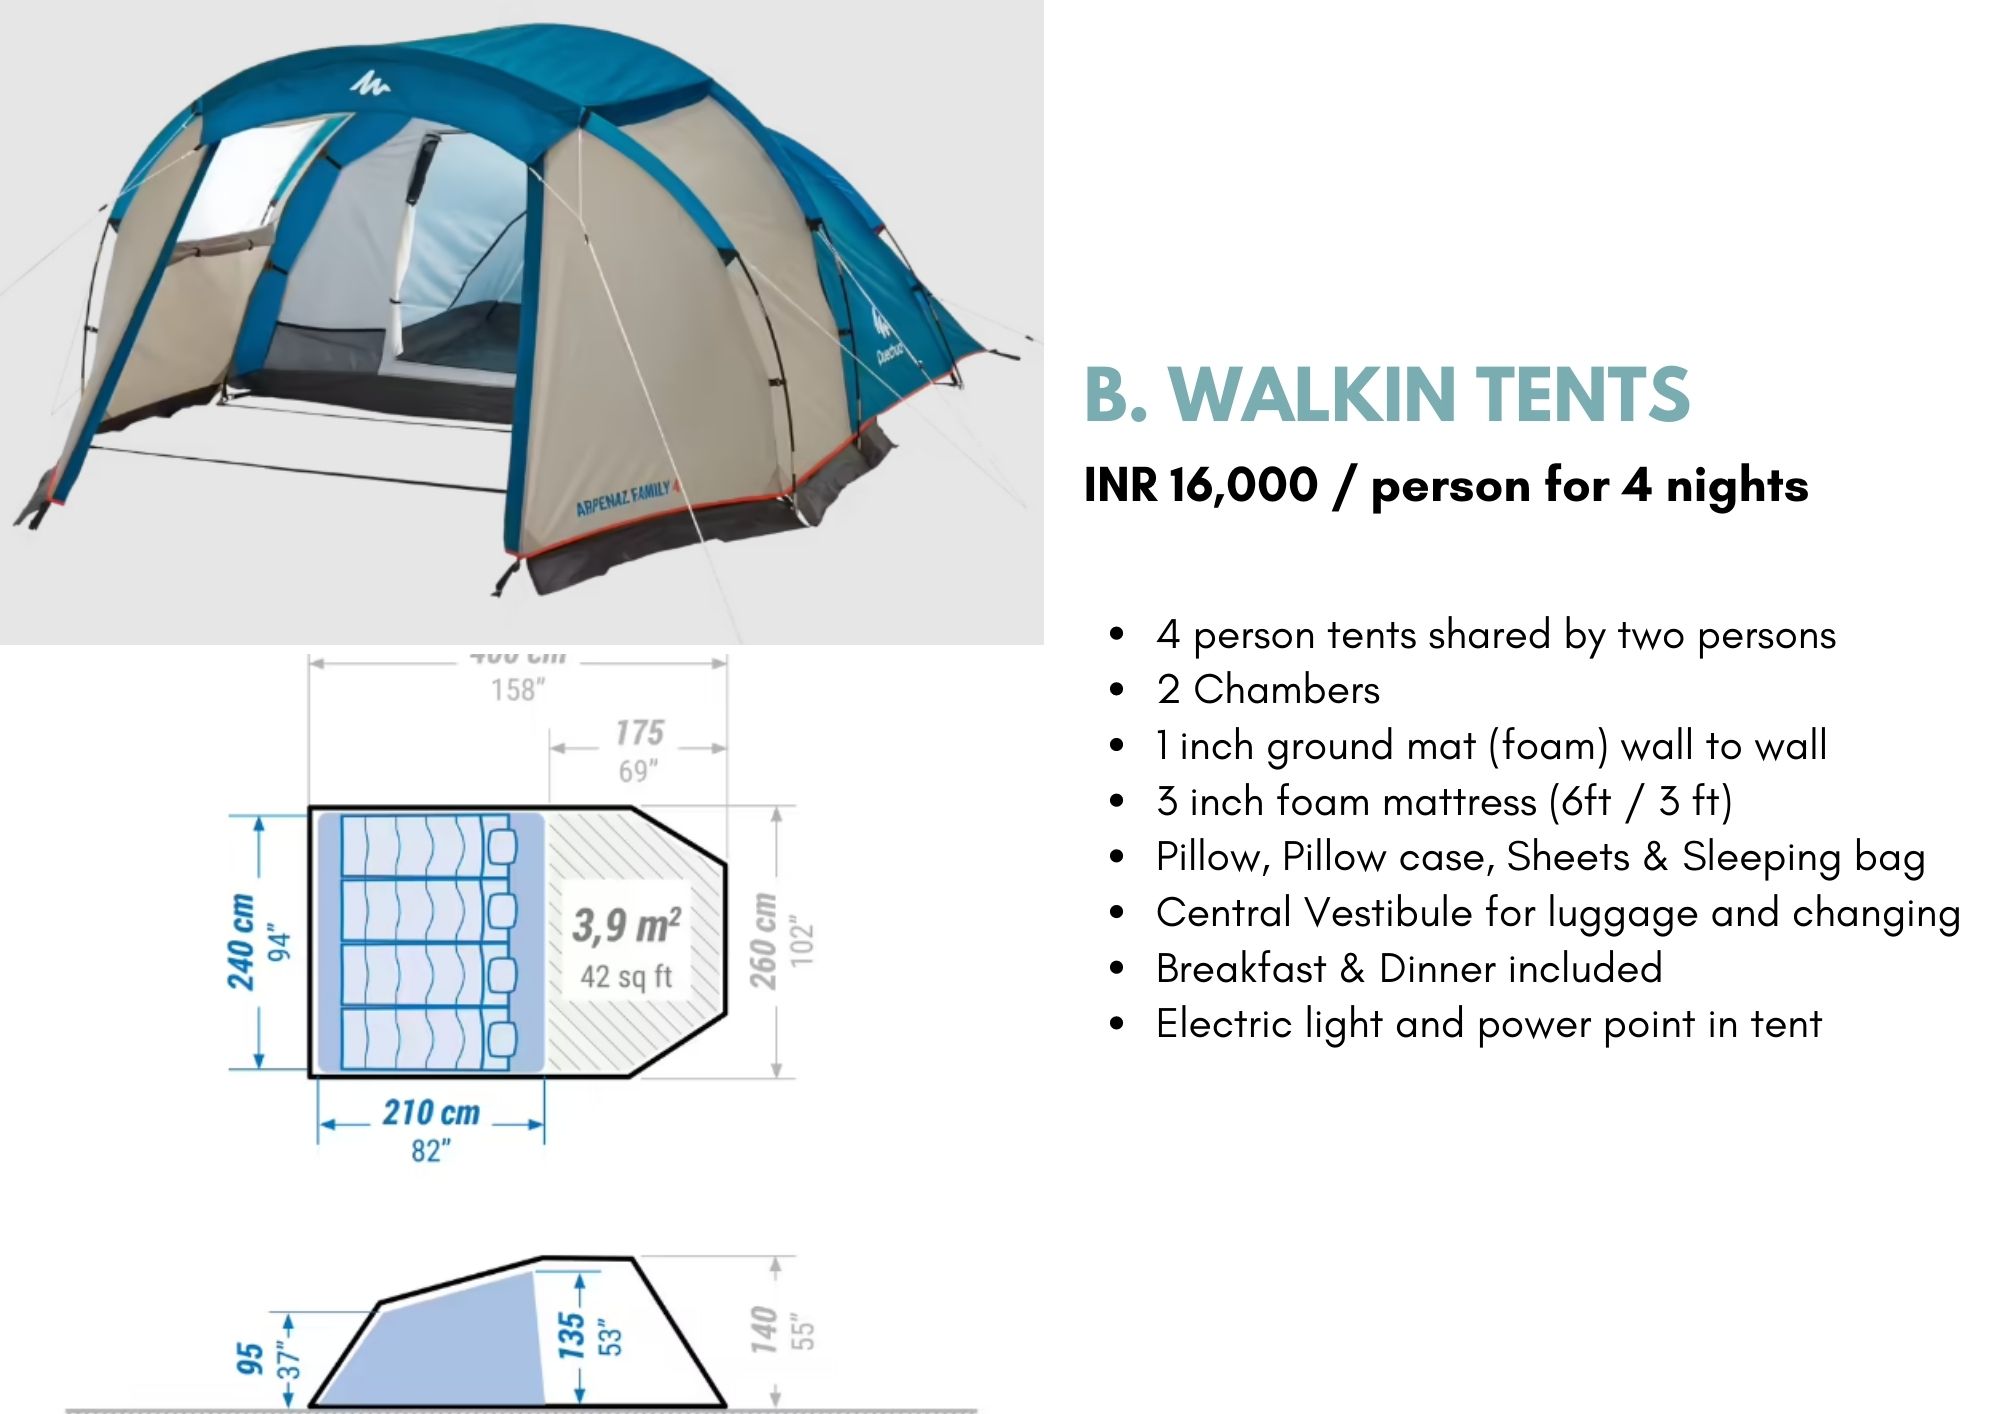 ARPENAZ FAMILY 4
Quechua
B. WALKIN TENTS
INR 16,000 / person for 4 nights
4 person tents shared by two persons
2 Chambers
1 inch ground mat (foam) wall to wall
3 inch foam mattress (6ft / 3 ft)
Pillow, Pillow case, Sheets & Sleeping bag
Central Vestibule for luggage and changing
Breakfast & Dinner included
Electric light and power point in tent
158"
175
69"
240 cm
94"
3,9 m²
42 sq ft
260 cm
102"
210 cm
82"
95
37"
135
53"
140
55"